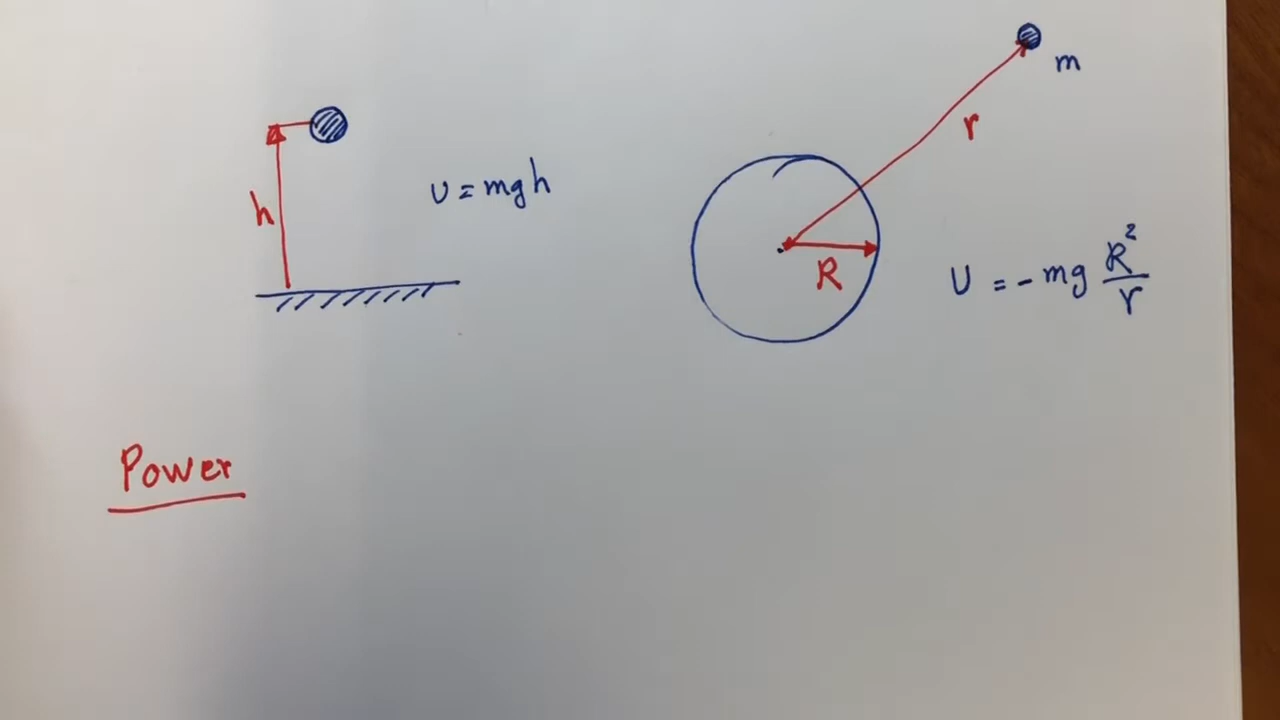 m
r
h
U = mgh
R
U = - mg R²/r
Power